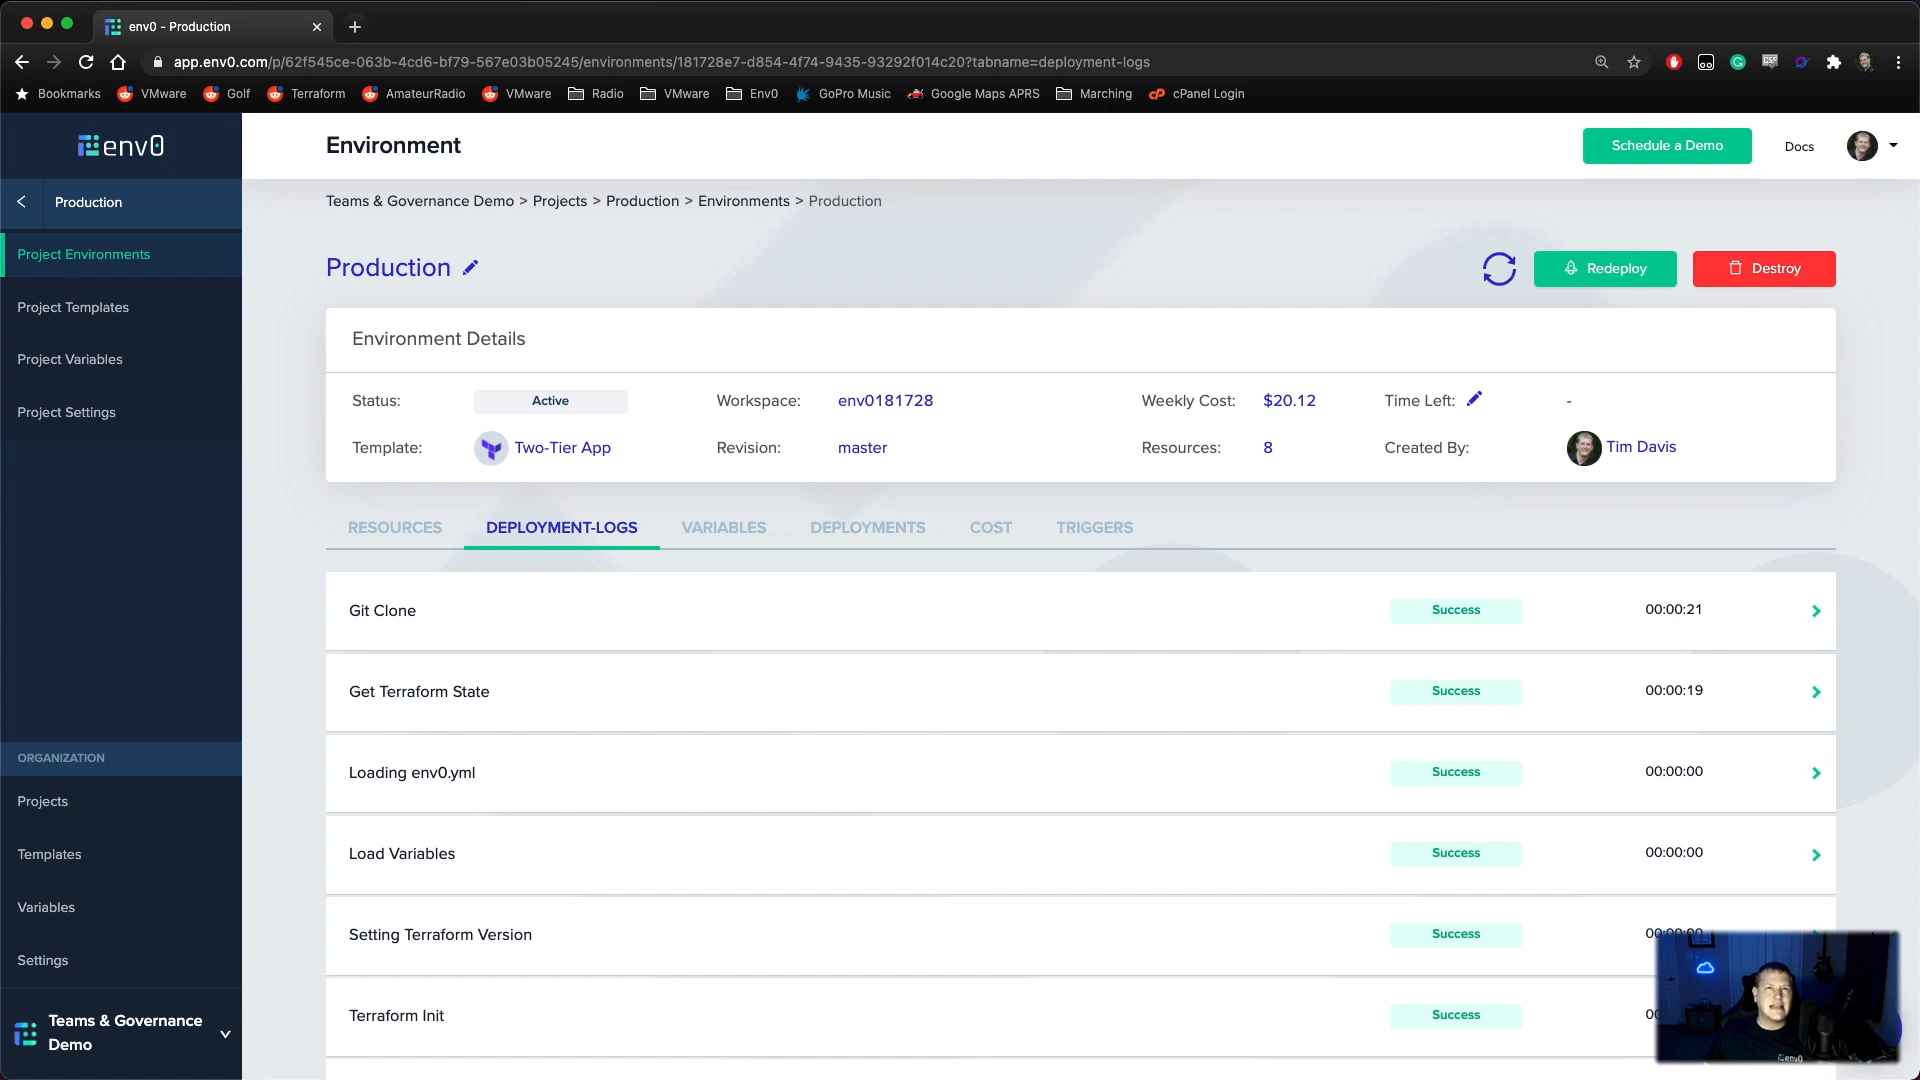 env0 - Production
app.env0.com/p/62f545ce-063b-4cd6-bf79-567e03b05245/environments/181728e7-d854-4f74-9435-93292f014c20?tabname=deployment-logs
Bookmarks VMware Golf Terraform AmateurRadio VMware Radio VMware Env0 GoPro Music Google Maps APRS Marching cPanel Login
env0
Environment
Schedule a Demo
Docs
Production
Teams & Governance Demo > Projects > Production > Environments > Production
Project Environments
Project Templates
Project Variables
Project Settings
Production
Redeploy
Destroy
Environment Details
Status: Active Workspace: env0181728 Weekly Cost: $20.12 Time Left: -
Template: Two-Tier App Revision: master Resources: 8 Created By: Tim Davis
RESOURCES DEPLOYMENT-LOGS VARIABLES DEPLOYMENTS COST TRIGGERS
Git Clone Success 00:00:21
Get Terraform State Success 00:00:19
Loading env0.yml Success 00:00:00
Load Variables Success 00:00:00
Setting Terraform Version Success 00:00:00
Terraform Init Success
ORGANIZATION
Projects
Templates
Variables
Settings
Teams & Governance
Demo
env0